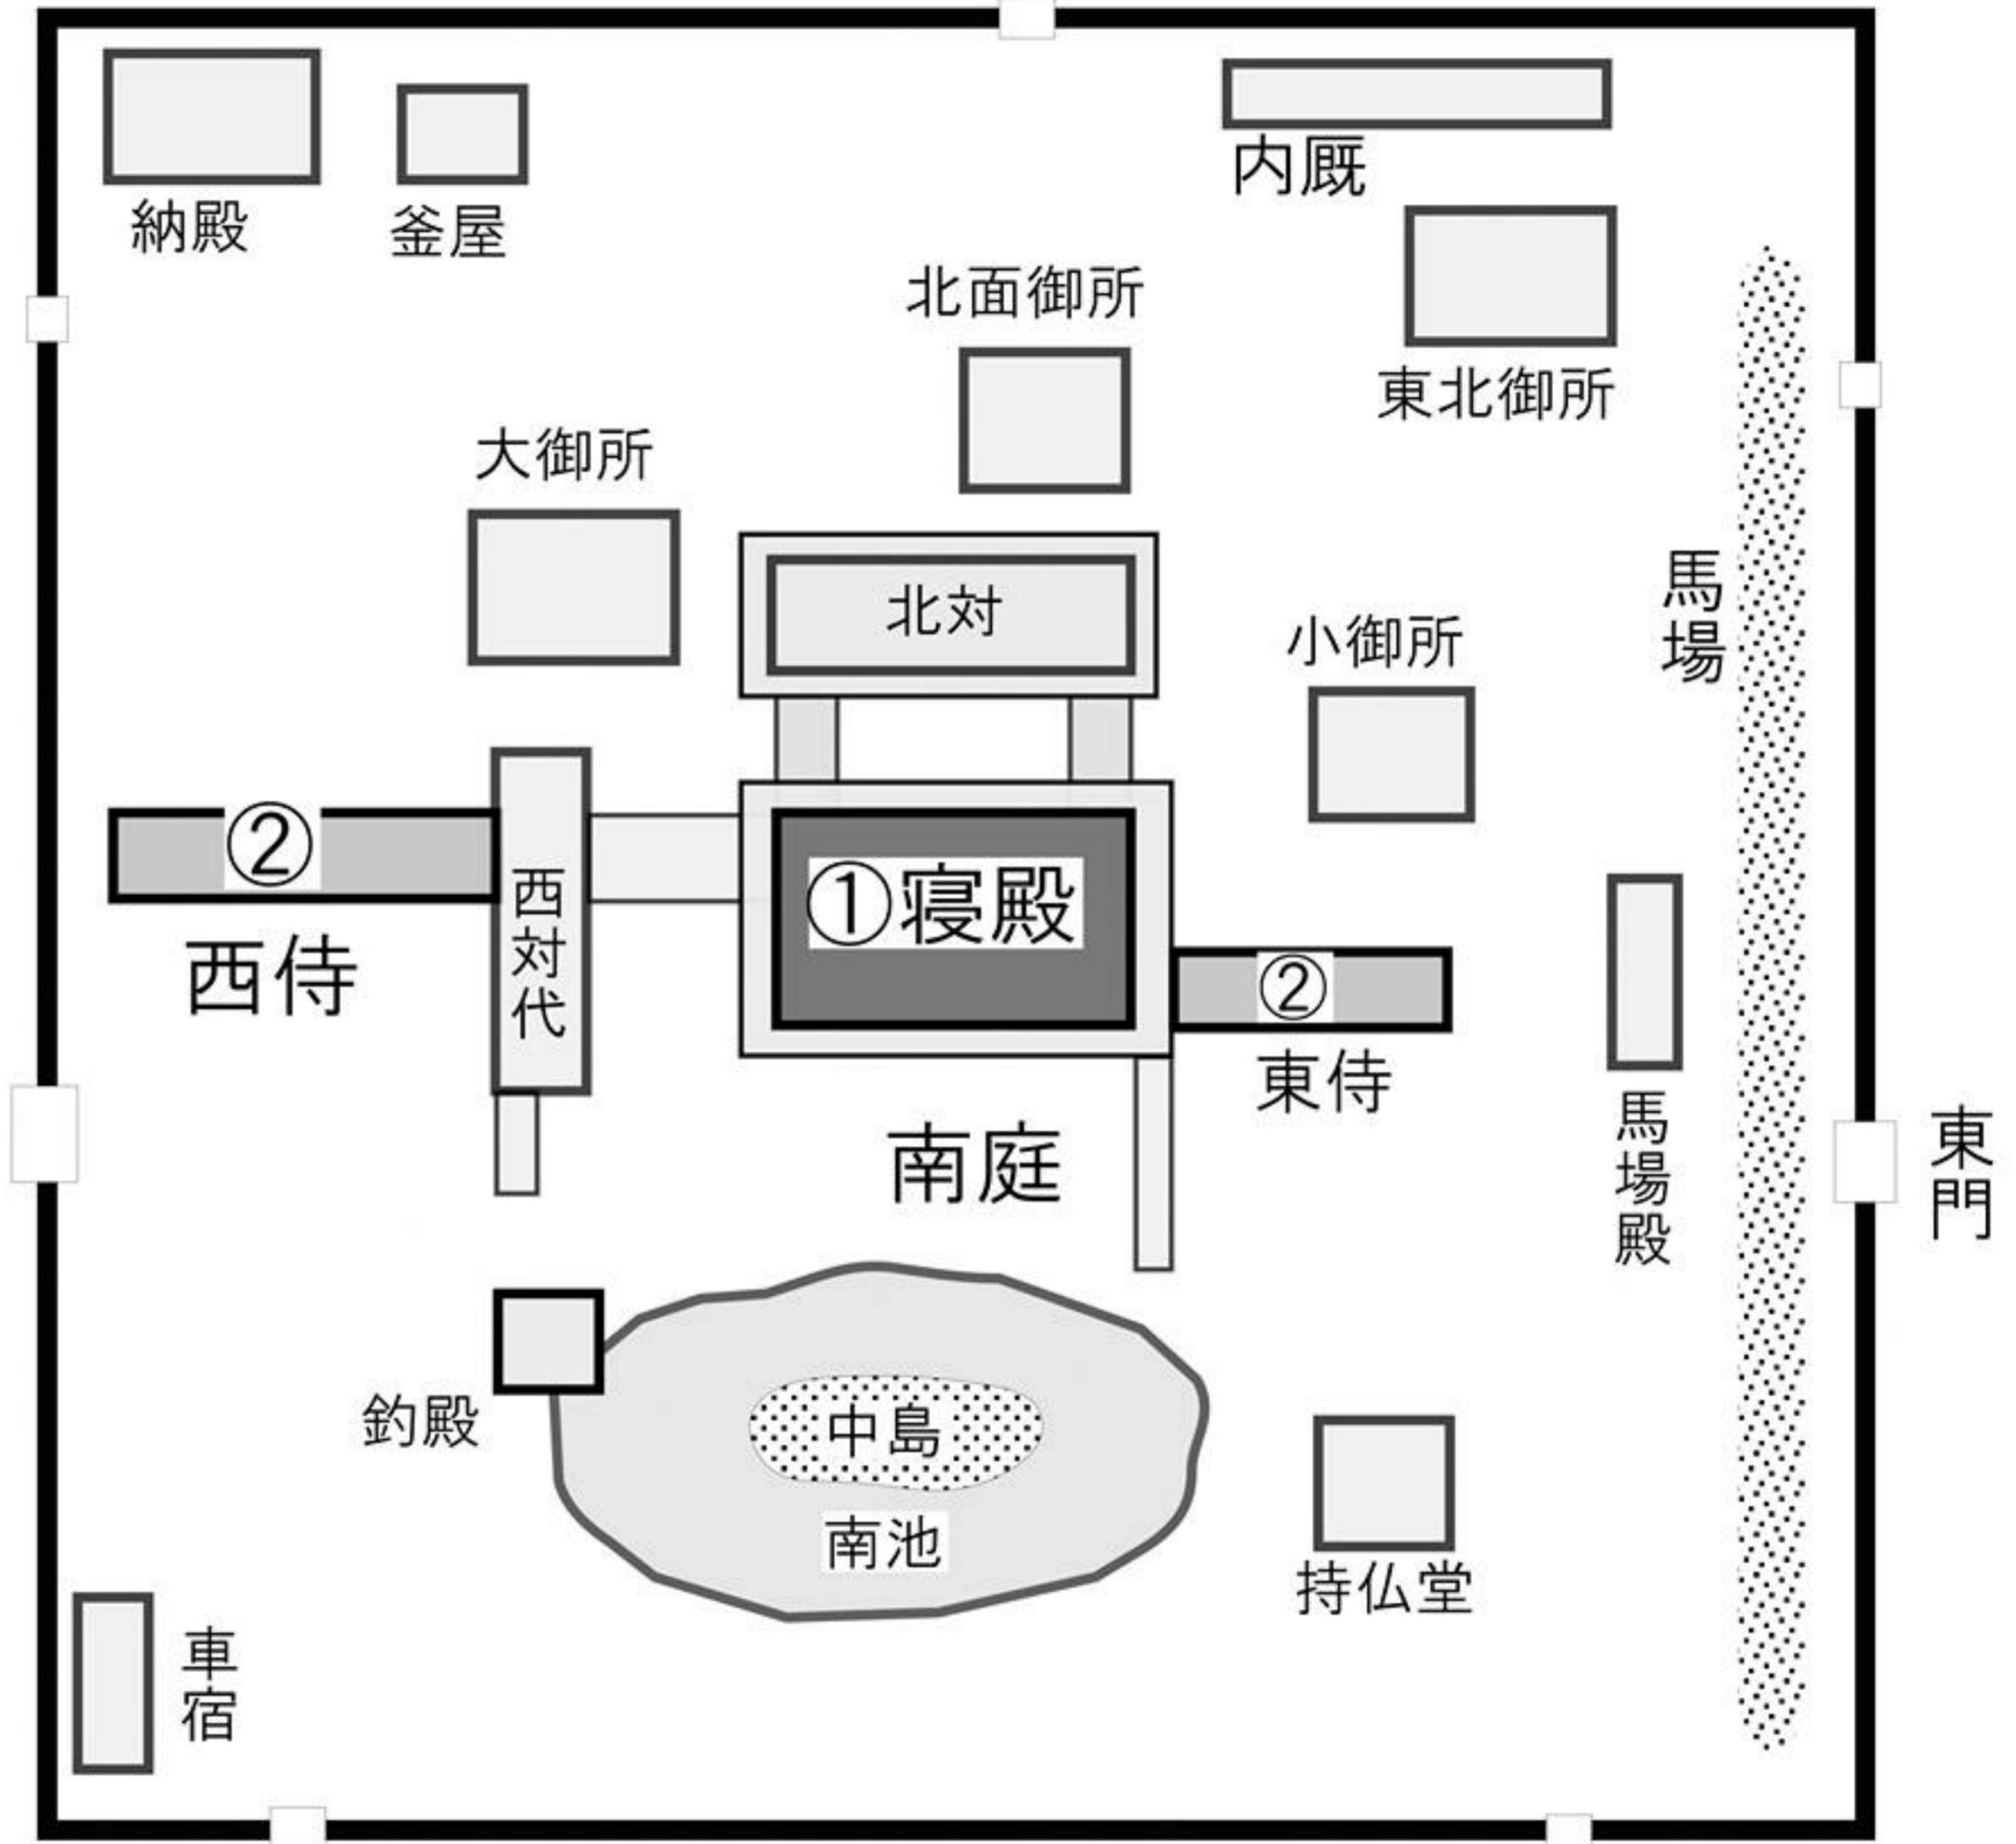 内厩
納殿
釜屋
北面御所
東北御所
大御所
馬場
北対
小御所
②
西対代
①寝殿
西侍
②
東侍
南庭
馬場殿
東門
釣殿
中島
南池
持仏堂
車宿